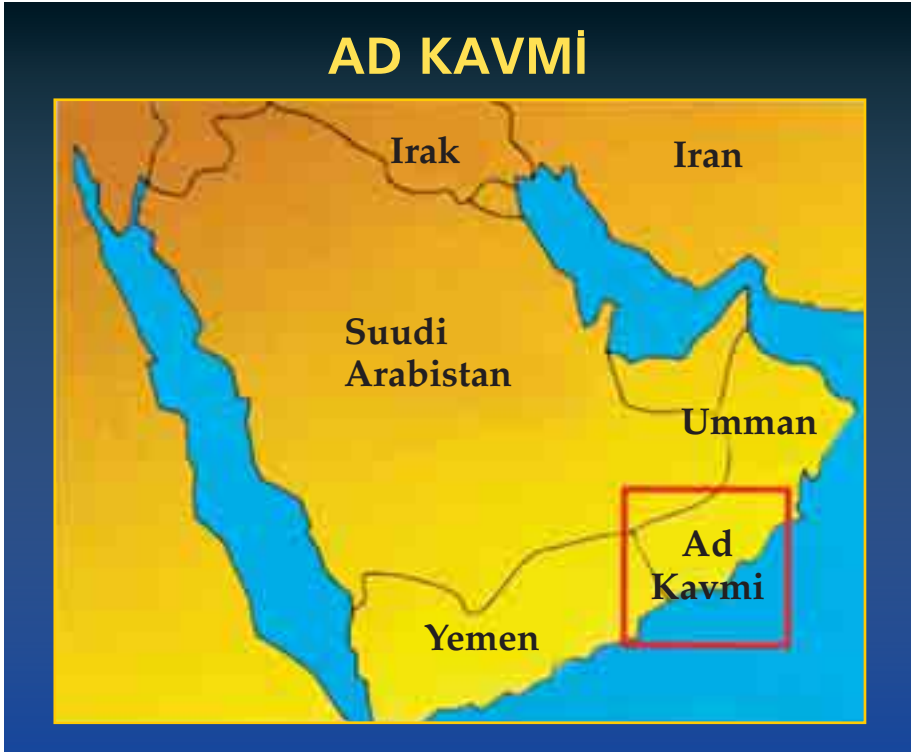 AD KAVMİ
Irak
Iran
Suudi
Arabistan
Umman
Ad
Kavmi
Yemen